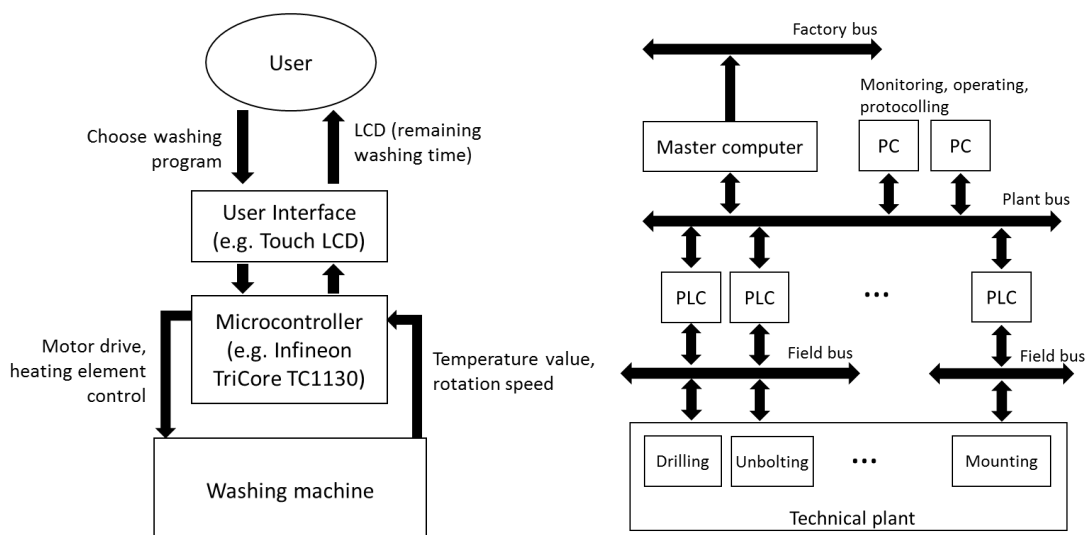 User
Choose washing
program
LCD (remaining
washing time)
User Interface
(e.g. Touch LCD)
Microcontroller
(e.g. Infineon
TriCore TC1130)
Motor drive,
heating element
control
Temperature value,
rotation speed
Washing machine
Factory bus
Monitoring, operating,
protocolling
Master computer
PC
PC
Plant bus
PLC
PLC
...
PLC
Field bus
Field bus
Drilling
Unbolting
...
Mounting
Technical plant